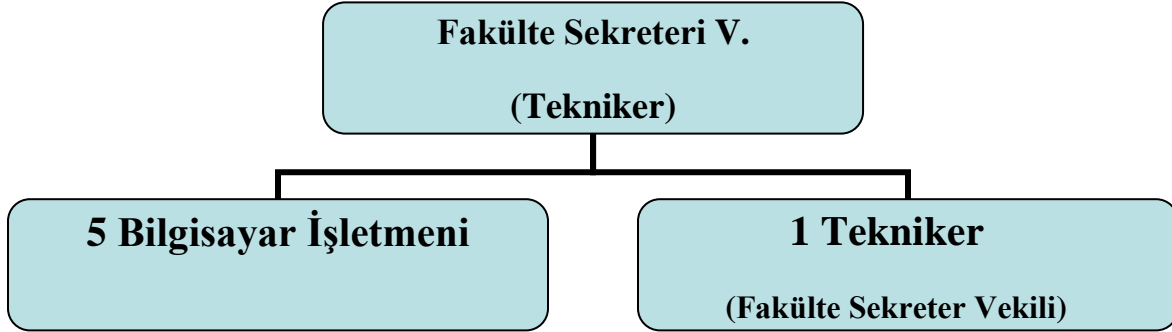 Fakülte Sekreteri V.
(Tekniker)
5 Bilgisayar İşletmeni
1 Tekniker
(Fakülte Sekreter Vekili)